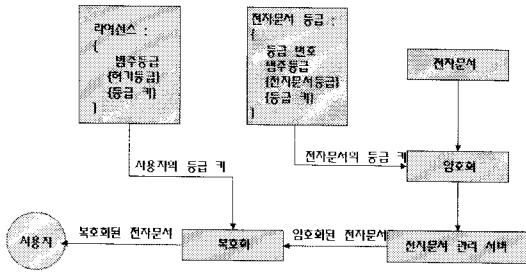 라이선스 :
{
범주등급
{허가등급}
{등급 키}
}
전자문서 등급 :
{
등급 번호
범주등급
{전자문서등급}
{등급 키}
}
전자문서
사용자의 등급 키
전자문서의 등급 키
암호화
사용자
복호화된 전자문서
복호화
암호화된 전자문서
전자문서 관리 서버